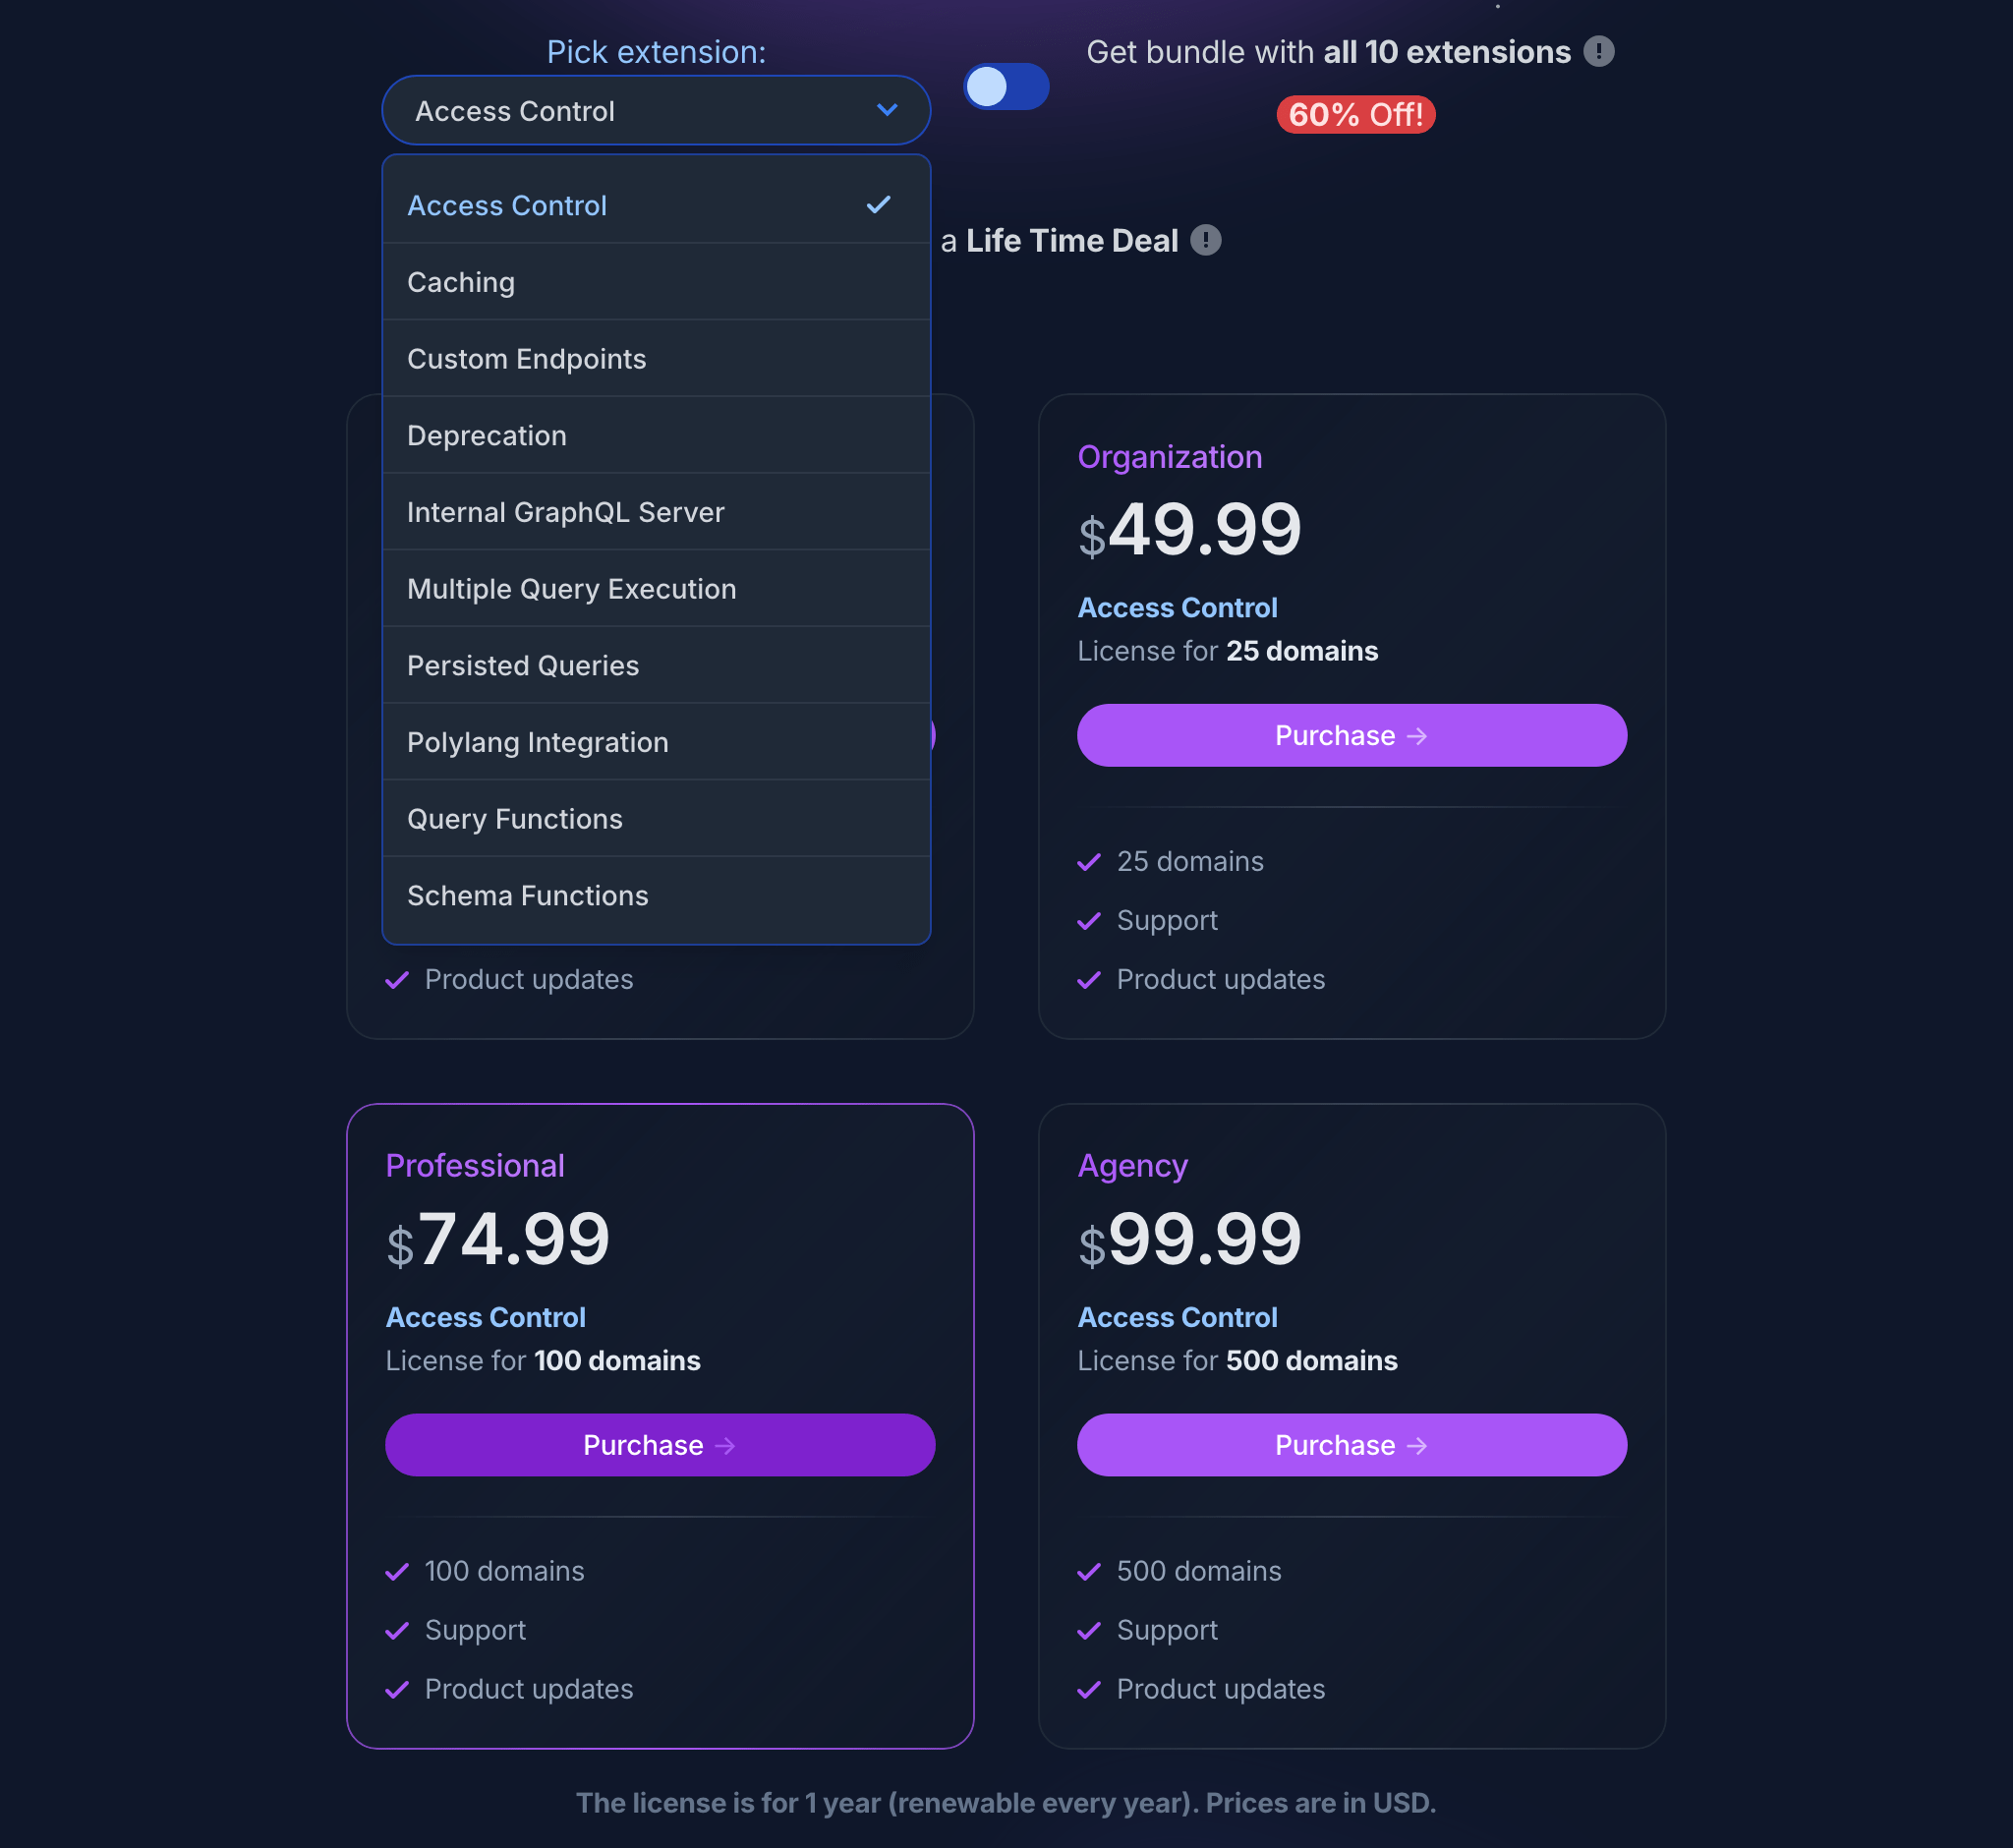 Pick extension:
Access Control
Get bundle with all 10 extensions
60% Off!
Access Control
Caching
Custom Endpoints
Deprecation
Internal GraphQL Server
Multiple Query Execution
Persisted Queries
Polylang Integration
Query Functions
Schema Functions
a Life Time Deal
Product updates
Organization
$49.99
Access Control
License for 25 domains
Purchase →
25 domains
Support
Product updates
Professional
$74.99
Access Control
License for 100 domains
Purchase →
100 domains
Support
Product updates
Agency
$99.99
Access Control
License for 500 domains
Purchase →
500 domains
Support
Product updates
The license is for 1 year (renewable every year). Prices are in USD.